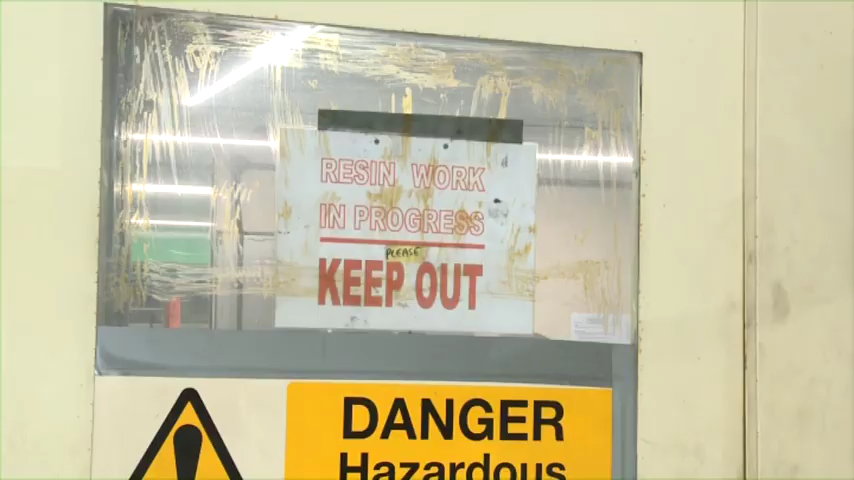 RESIN WORK
IN PROGRESS
PLEASE
KEEP OUT
DANGER
Hazardous